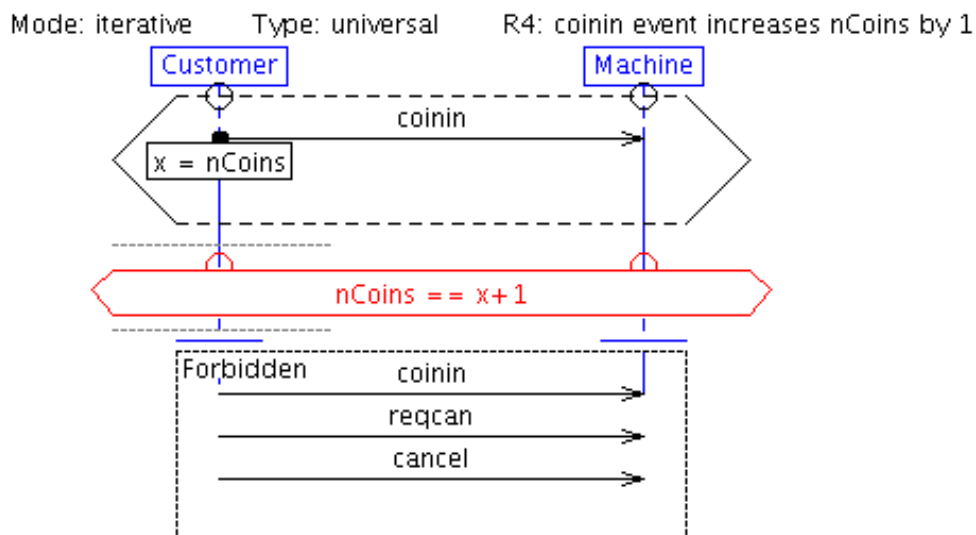 Mode: iterative Type: universal R4: coinin event increases nCoins by 1
Customer Machine
coinin
x = nCoins
nCoins == x+1
Forbidden coinin
reqcan
cancel